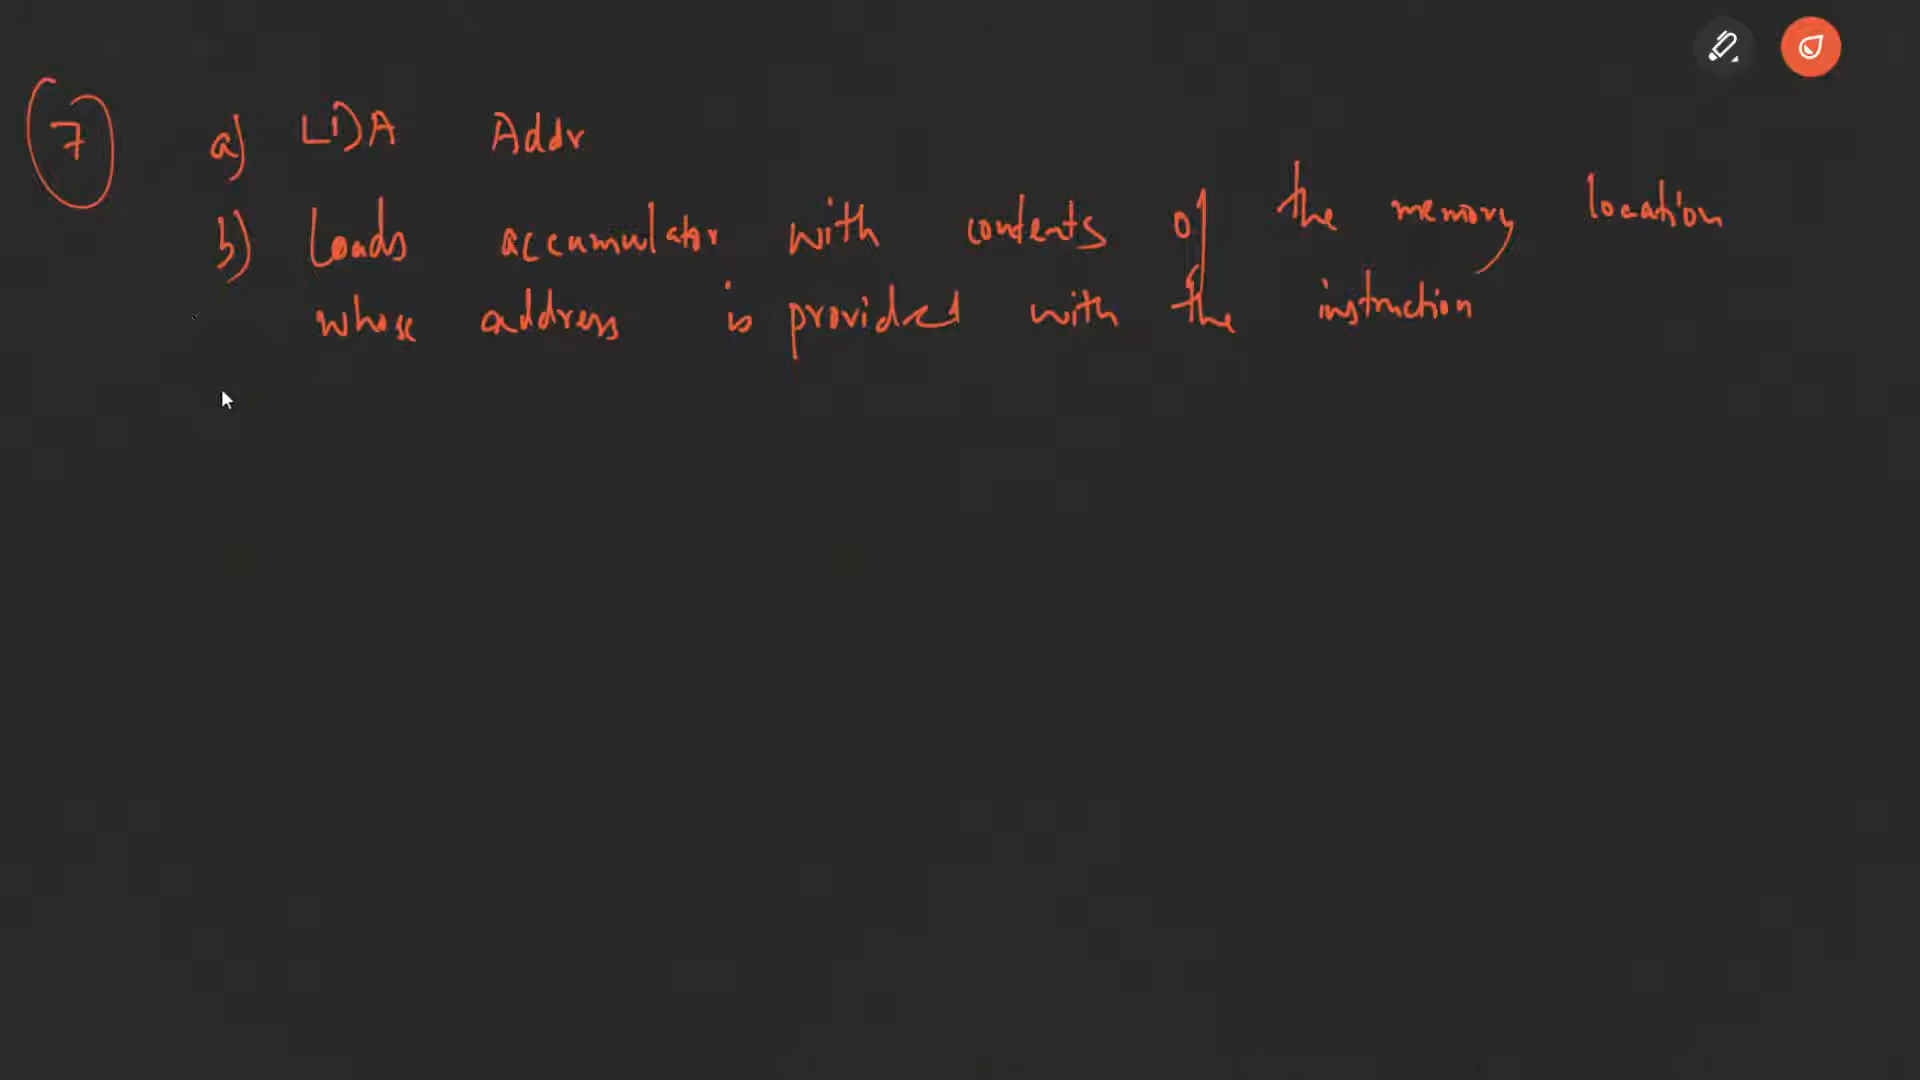 7 a) LDA Addr
b) Loads accumulator with contents of the memory location
whose address is provided with the instruction